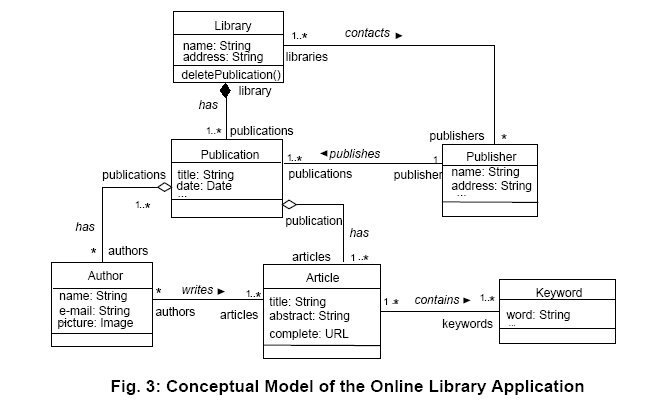 Library
name: String
address: String
deletePublication()
1..*
contacts ►
libraries
library
has
1..*
publications
publishers
*
Publication
title: String
date: Date
...
1..*
◄publishes
1
publications
publisher
Publisher
name: String
address: String
...
publications
1..*
has
*
authors
publication
has
articles
1..*
Author
name: String
e-mail: String
picture: Image
*
writes ►
1..*
authors
articles
Article
title: String
abstract: String
complete: URL
1.*
contains ►
1..*
keywords
Keyword
word: String
...
Fig. 3: Conceptual Model of the Online Library Application